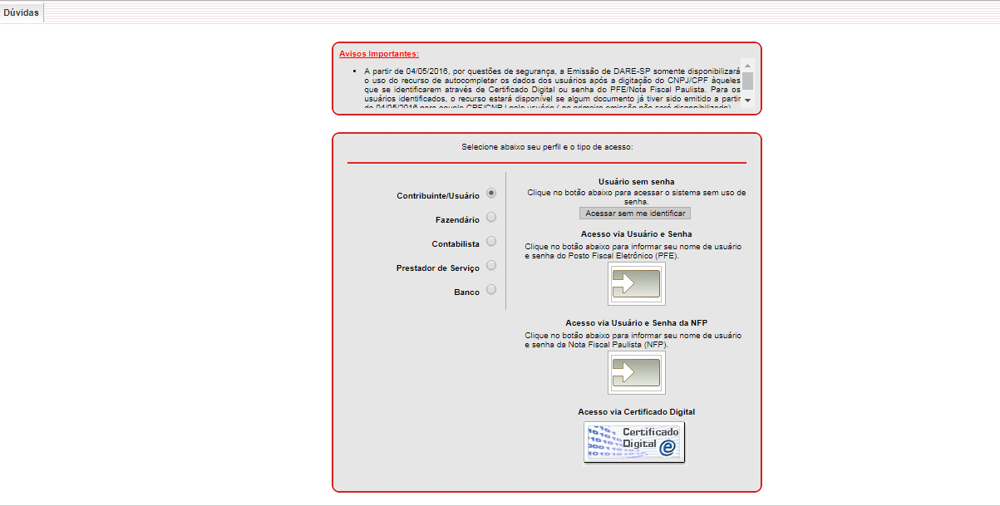 Dúvidas
Avisos Importantes:
• A partir de 04/05/2016, por questões de segurança, a Emissão de DARE-SP somente disponibilizará
o uso do recurso de autocompletar os dados dos usuários após a digitação do CNPJ/CPF àqueles
que se identificarem através de Certificado Digital ou senha do PFE/Nota Fiscal Paulista. Para os
usuários identificados, o recurso estará disponível se algum documento já tiver sido emitido a partir
de 04/05/2016 para aquele CPF/CNPJ pelo usuário ( na primeira emissão não será disponibilizado).
Selecione abaixo seu perfil e o tipo de acesso:
Contribuinte/Usuário
Fazendário
Contabilista
Prestador de Serviço
Banco
Usuário sem senha
Clique no botão abaixo para acessar o sistema sem uso de
senha.
Acessar sem me identificar
Acesso via Usuário e Senha
Clique no botão abaixo para informar seu nome de usuário
e senha do Posto Fiscal Eletrônico (PFE).
Acesso via Usuário e Senha da NFP
Clique no botão abaixo para informar seu nome de usuário
e senha da Nota Fiscal Paulista (NFP).
Acesso via Certificado Digital
Certificado
Digital e